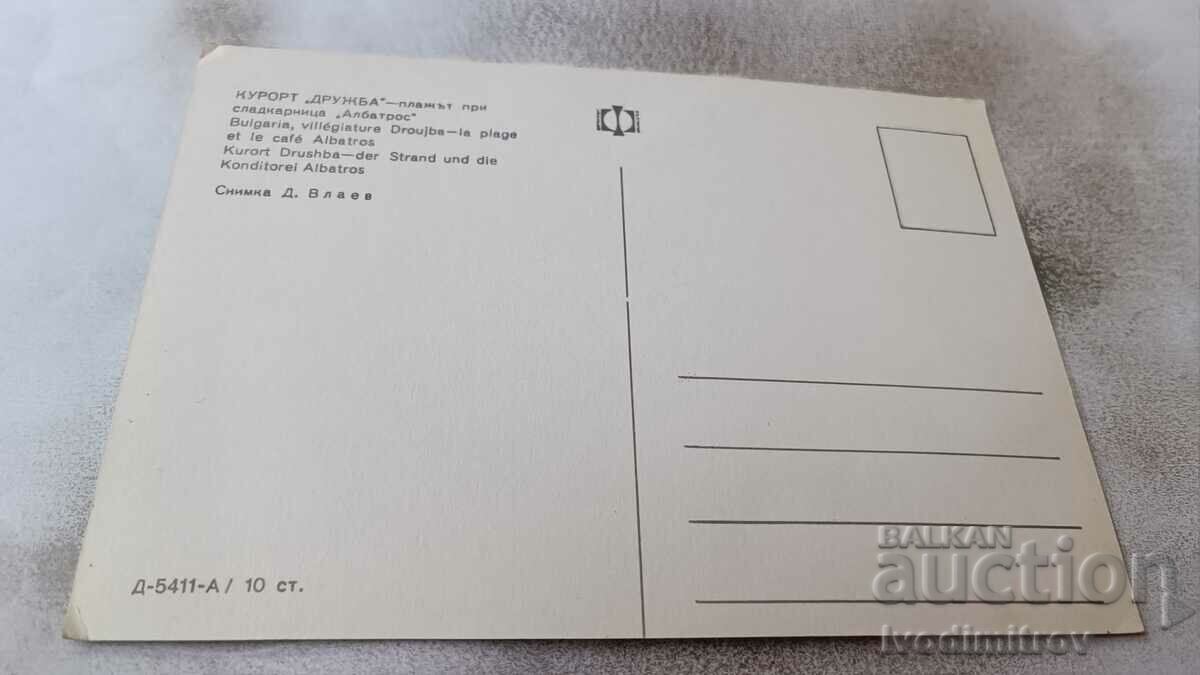 КУРОРТ „ДРУЖБА“—плажът при
сладкарница „Албатрос“
Bulgaria, villégiature Droujba—la plage
et le café Albatros
Kurort Drushba—der Strand und die
Konditorei Albatros
Снимка Д. Влаев
Д-5411-А / 10 ст.
BALKAN
auction
Ivodimitrov